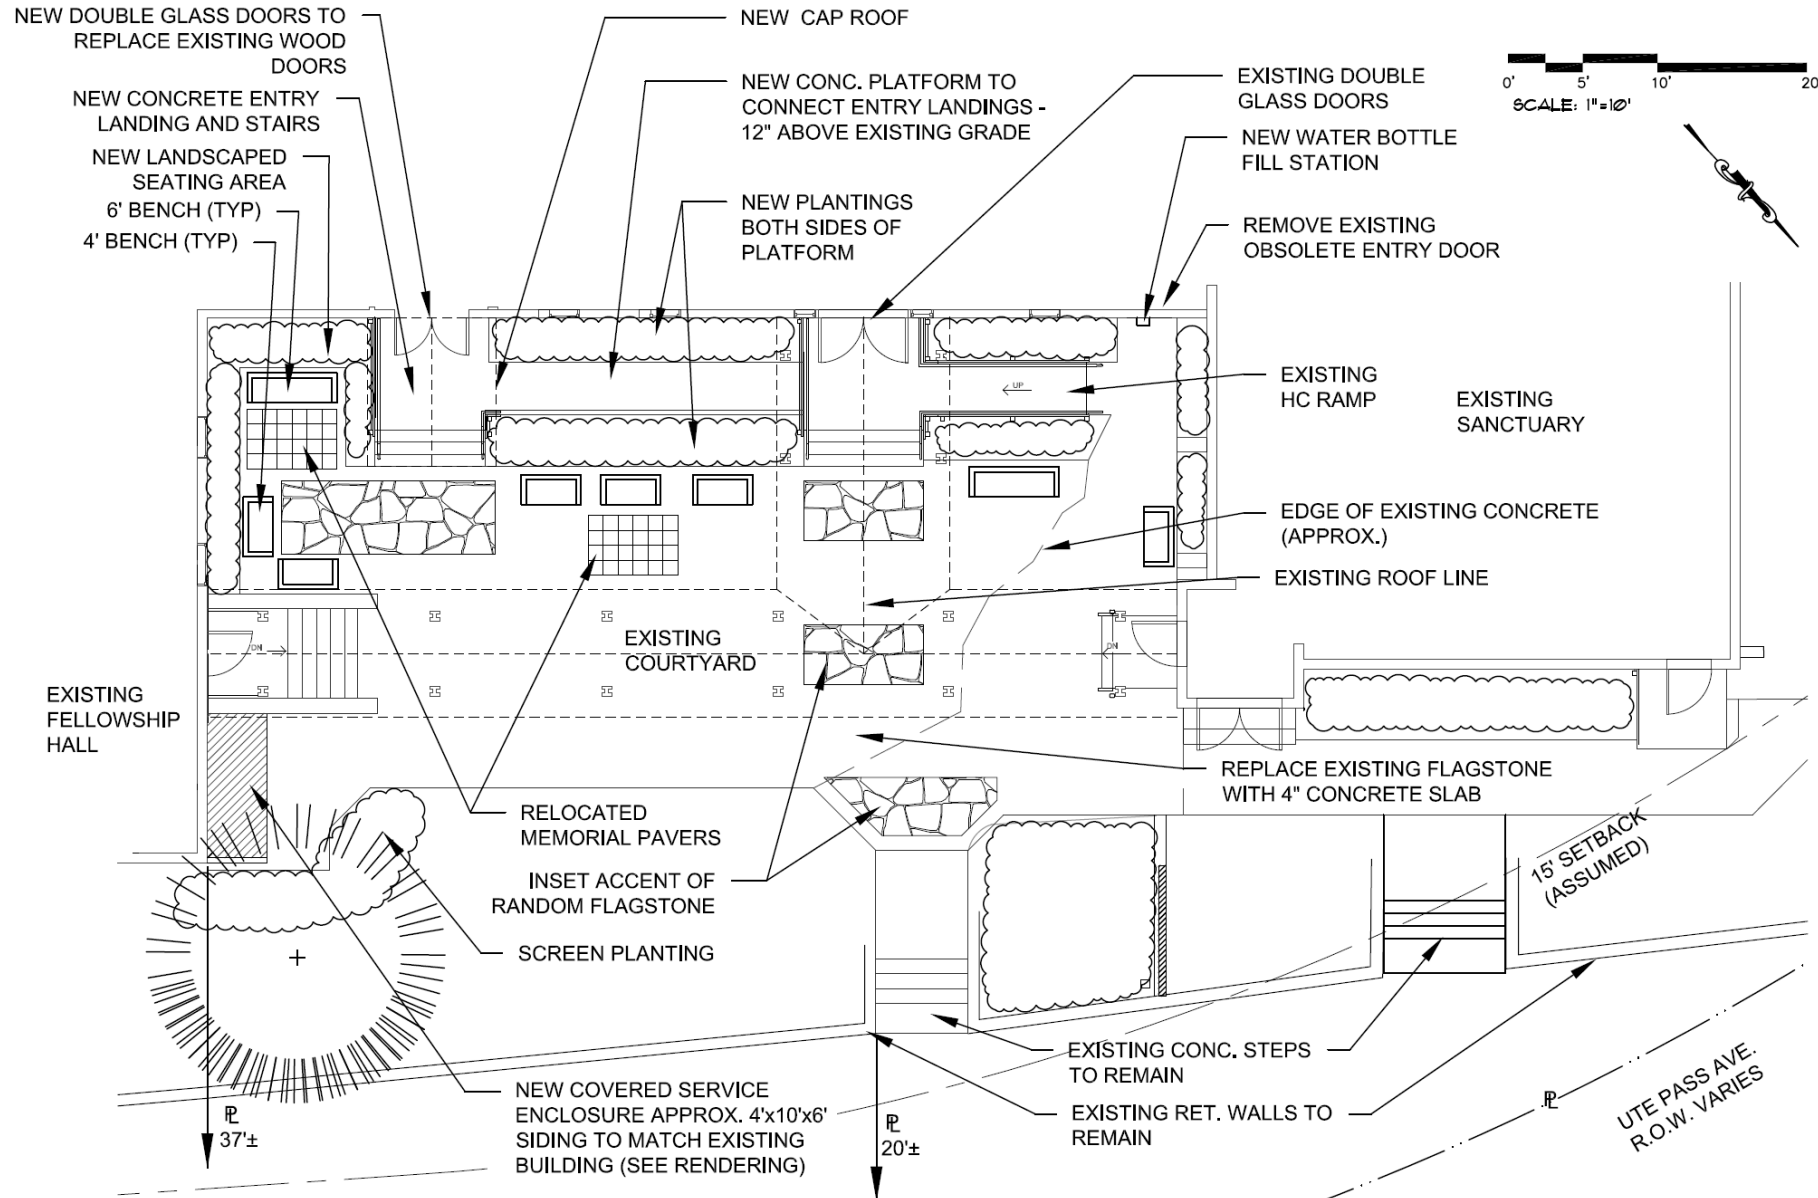 NEW DOUBLE GLASS DOORS TO
REPLACE EXISTING WOOD
DOORS
NEW CONCRETE ENTRY
LANDING AND STAIRS
NEW LANDSCAPED
SEATING AREA
6' BENCH (TYP)
4' BENCH (TYP)
NEW CAP ROOF
NEW CONC. PLATFORM TO
CONNECT ENTRY LANDINGS -
12" ABOVE EXISTING GRADE
NEW PLANTINGS
BOTH SIDES OF
PLATFORM
EXISTING DOUBLE
GLASS DOORS
NEW WATER BOTTLE
FILL STATION
REMOVE EXISTING
OBSOLETE ENTRY DOOR
0' 5' 10' 20'
SCALE: 1"=10'
UP
EXISTING
HC RAMP
EXISTING
SANCTUARY
EDGE OF EXISTING CONCRETE
(APPROX.)
EXISTING ROOF LINE
DN
EXISTING
COURTYARD
DN
EXISTING
FELLOWSHIP
HALL
REPLACE EXISTING FLAGSTONE
WITH 4" CONCRETE SLAB
RELOCATED
MEMORIAL PAVERS
INSET ACCENT OF
RANDOM FLAGSTONE
SCREEN PLANTING
15' SETBACK
(ASSUMED)
EXISTING CONC. STEPS
TO REMAIN
EXISTING RET. WALLS TO
REMAIN
NEW COVERED SERVICE
ENCLOSURE APPROX. 4'x10'x6'
SIDING TO MATCH EXISTING
BUILDING (SEE RENDERING)
PL
37'±
PL
20'±
PL
UTE PASS AVE.
R.O.W. VARIES